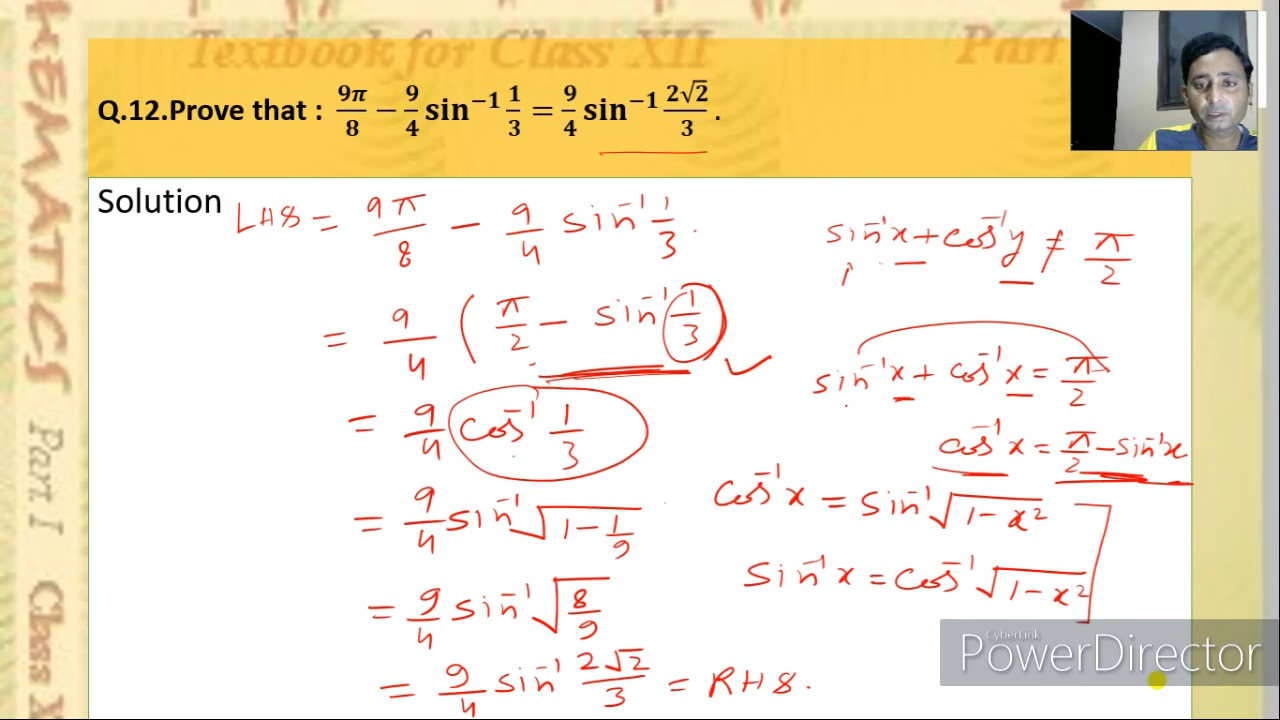 Textbook for Class XII Part
THEMATICS Part I Class X
Q.12.Prove that : 9π/8 − 9/4 sin⁻¹ 1/3 = 9/4 sin⁻¹ 2√2/3 .
Solution
LHS = 9π/8 − 9/4 sin⁻¹ 1/3 .
= 9/4 ( π/2 − sin⁻¹ 1/3 ) ✓
= 9/4 cos⁻¹ 1/3
= 9/4 sin⁻¹ √(1 − 1/9)
= 9/4 sin⁻¹ √(8/9)
= 9/4 sin⁻¹ 2√2/3 = RHS .
sin⁻¹x + cos⁻¹y ≠ π/2
sin⁻¹x + cos⁻¹x = π/2
cos⁻¹x = π/2 − sin⁻¹x
cos⁻¹x = sin⁻¹ √(1 − x²)
sin⁻¹x = cos⁻¹ √(1 − x²)
CyberLink
PowerDirector